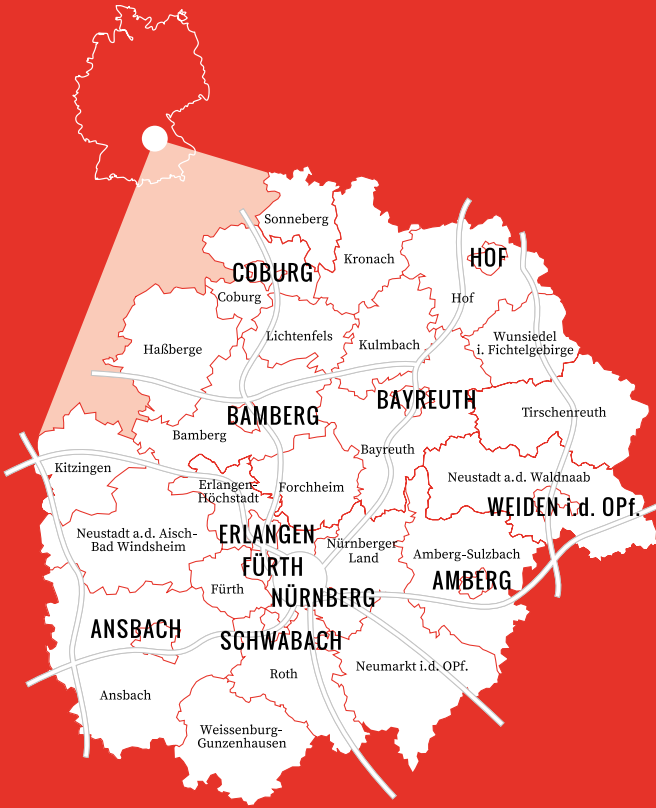 Sonneberg
Kronach
HOF
COBURG
Coburg
Hof
Lichtenfels
Kulmbach
Wunsiedel
i. Fichtelgebirge
Haßberge
BAYREUTH
BAMBERG
Tirschenreuth
Bamberg
Bayreuth
Kitzingen
Neustadt a.d. Waldnaab
Erlangen-
Höchstadt
Forchheim
WEIDEN i.d. OPf.
ERLANGEN
Neustadt a.d. Aisch-
Bad Windsheim
Nürnberger
Land
Amberg-Sulzbach
FÜRTH
AMBERG
Fürth
NÜRNBERG
ANSBACH
SCHWABACH
Neumarkt i.d. OPf.
Roth
Ansbach
Weissenburg-
Gunzenhausen